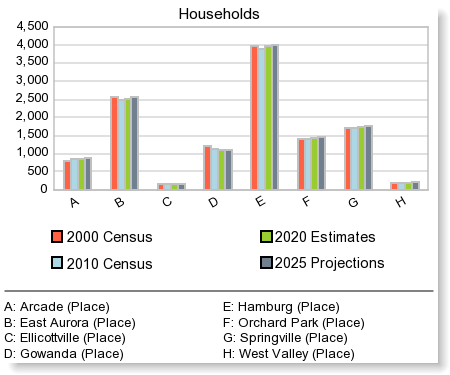 Households
4,500
4,000
3,500
3,000
2,500
2,000
1,500
1,000
500
0
A B C D E F G H
2000 Census 2020 Estimates
2010 Census 2025 Projections
A: Arcade (Place) E: Hamburg (Place)
B: East Aurora (Place) F: Orchard Park (Place)
C: Ellicottville (Place) G: Springville (Place)
D: Gowanda (Place) H: West Valley (Place)